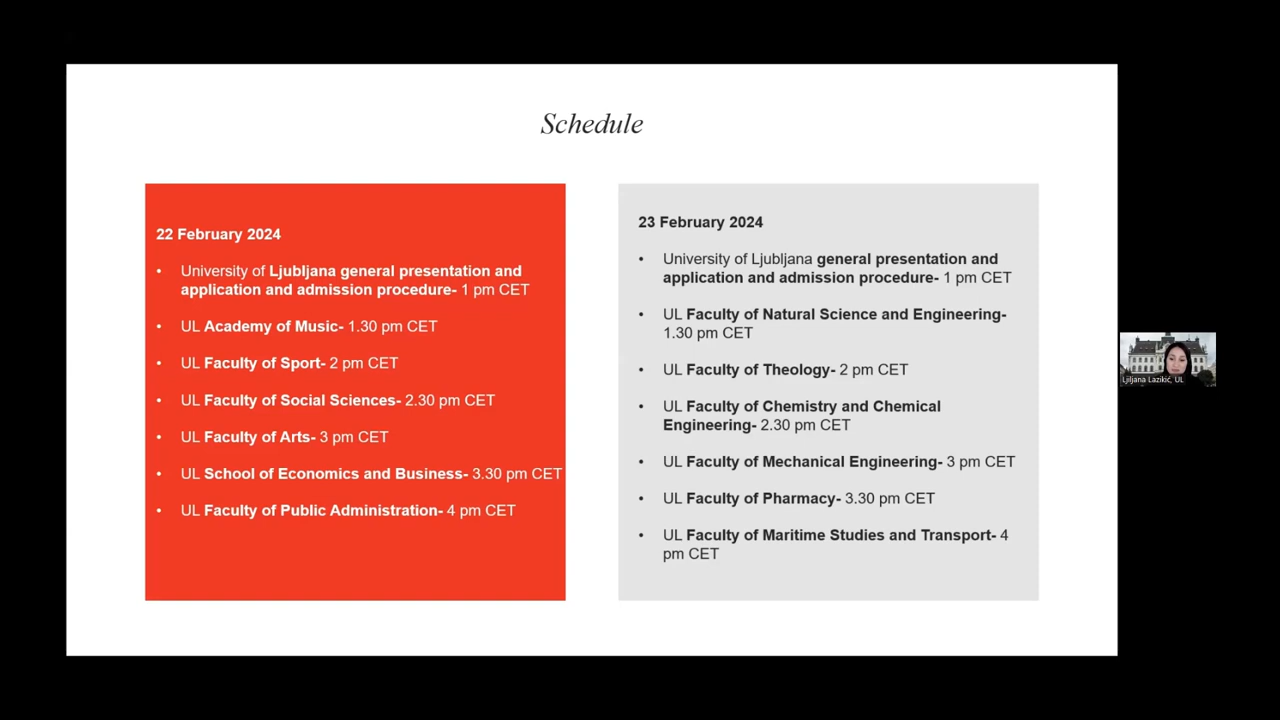 Schedule
22 February 2024
• University of Ljubljana general presentation and
application and admission procedure- 1 pm CET
• UL Academy of Music- 1.30 pm CET
• UL Faculty of Sport- 2 pm CET
• UL Faculty of Social Sciences- 2.30 pm CET
• UL Faculty of Arts- 3 pm CET
• UL School of Economics and Business- 3.30 pm CET
• UL Faculty of Public Administration- 4 pm CET
23 February 2024
• University of Ljubljana general presentation and
application and admission procedure- 1 pm CET
• UL Faculty of Natural Science and Engineering-
1.30 pm CET
• UL Faculty of Theology- 2 pm CET
• UL Faculty of Chemistry and Chemical
Engineering- 2.30 pm CET
• UL Faculty of Mechanical Engineering- 3 pm CET
• UL Faculty of Pharmacy- 3.30 pm CET
• UL Faculty of Maritime Studies and Transport- 4
pm CET
Ljiljana Lazikić, UL